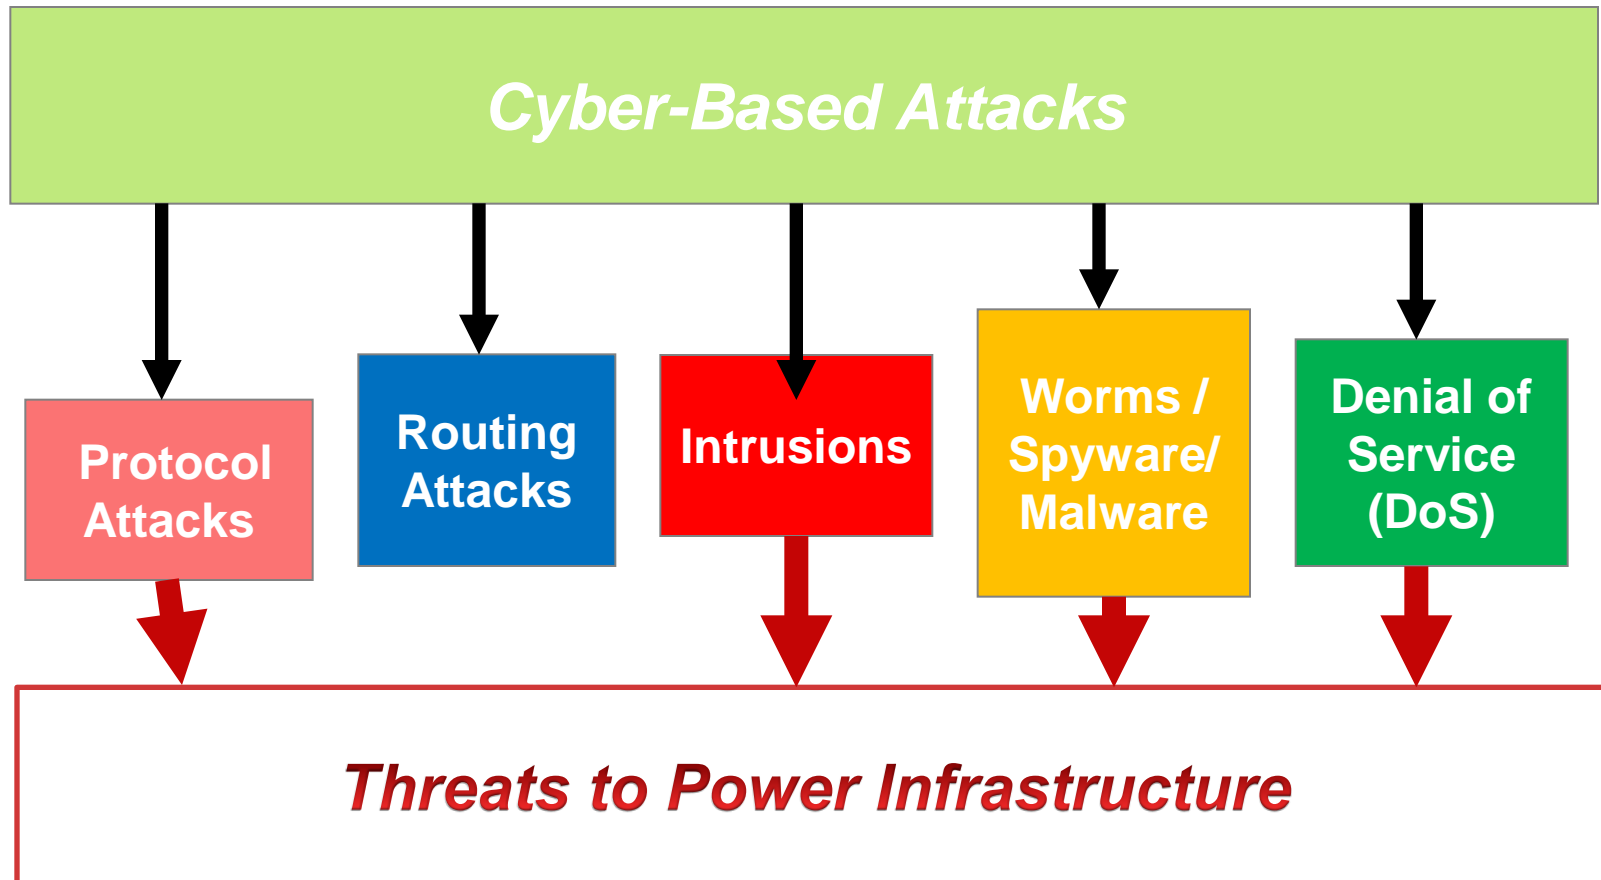 Cyber-Based Attacks
Protocol
Attacks
Routing
Attacks
Intrusions
Worms /
Spyware/
Malware
Denial of
Service
(DoS)
Threats to Power Infrastructure